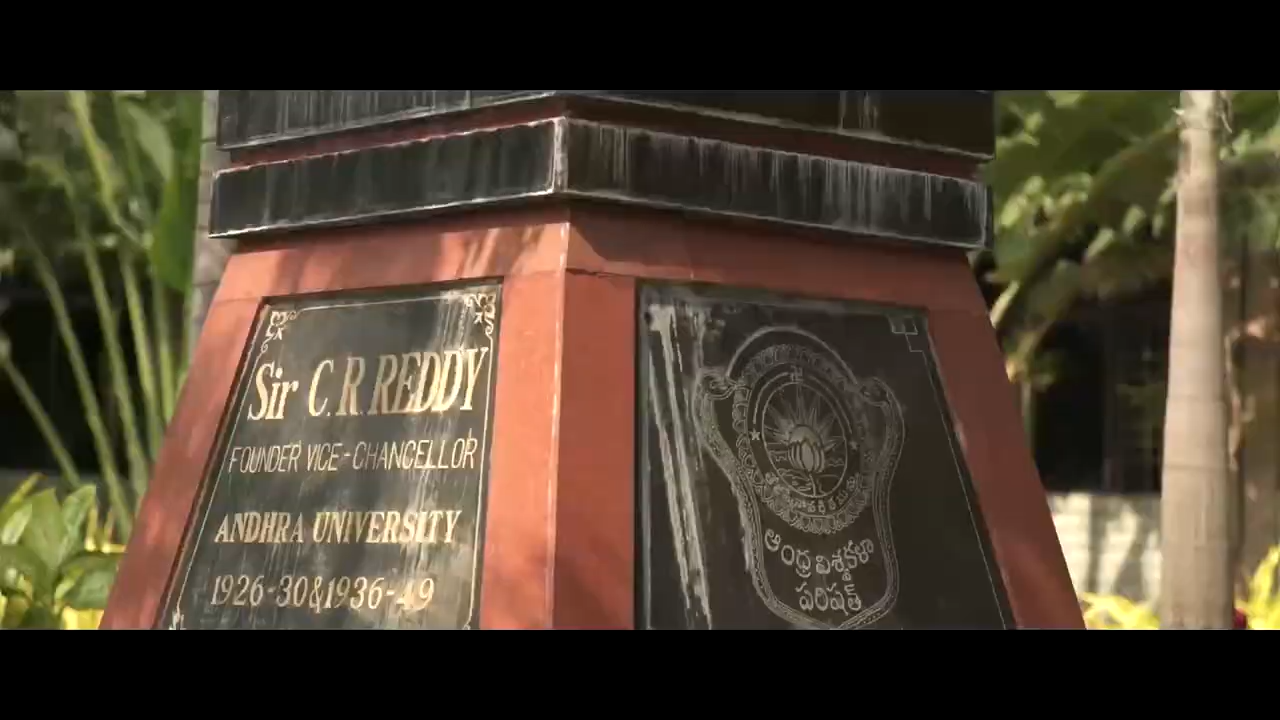 Sir C.R. REDDY
FOUNDER VICE-CHANCELLOR
ANDHRA UNIVERSITY
1926-30&1936-49
ఆంధ్ర విశ్వకళా
పరిషత్